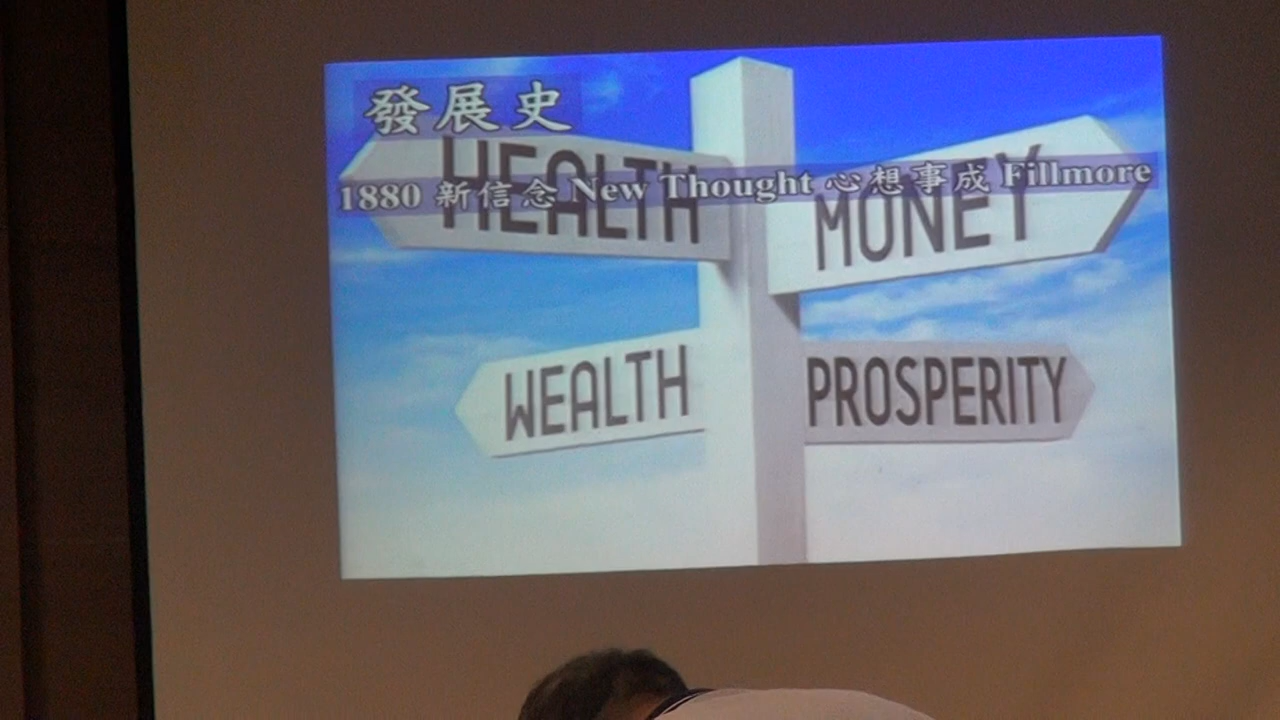 發展史
1880 新信念 New Thought 心想事成 Fillmore
HEALTH
MONEY
WEALTH
PROSPERITY